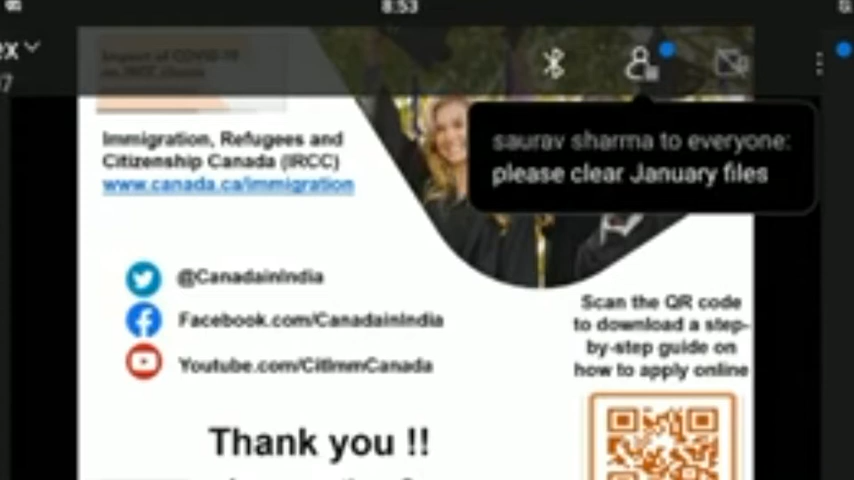 8:53
ex
saurav sharma to everyone:
please clear January files
Immigration, Refugees and
Citizenship Canada (IRCC)
www.canada.ca/immigration
@CanadainIndia
Facebook.com/CanadainIndia
Youtube.com/CitImmCanada
Scan the QR code
to download a step-
by-step guide on
how to apply online
Thank you !!